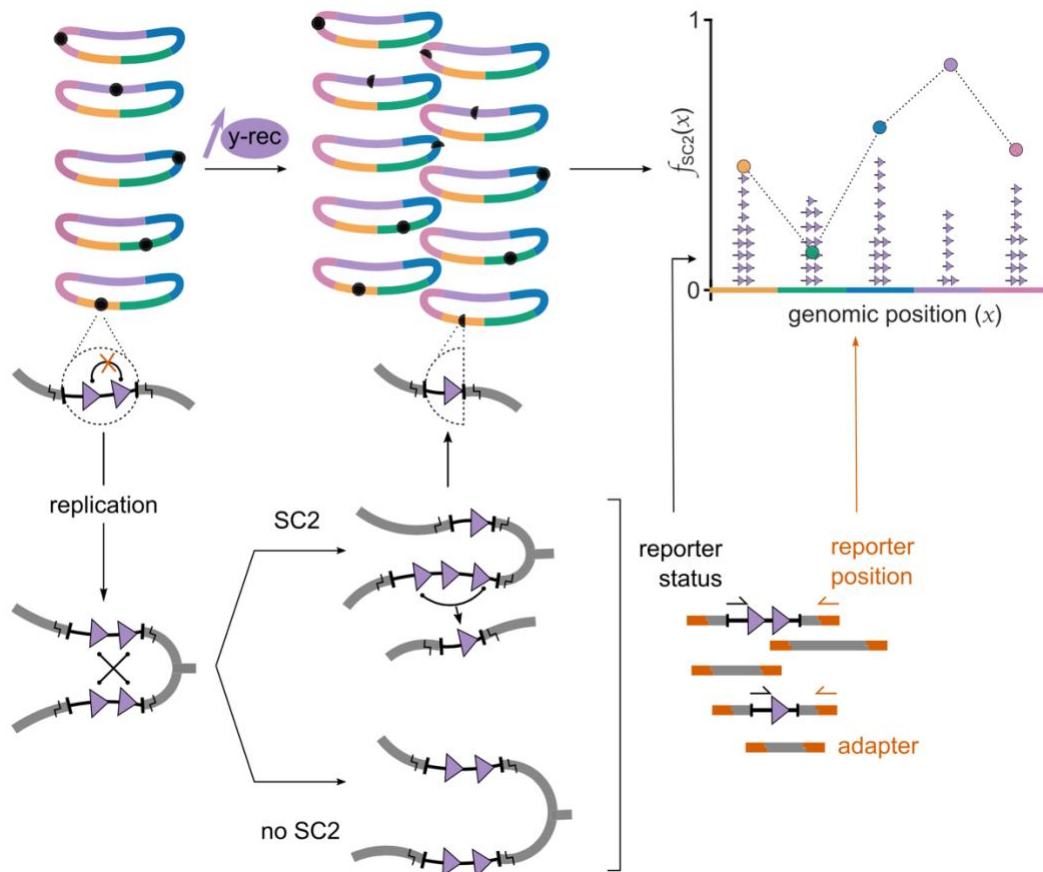 y-rec
1
f_SC2(x)
0
genomic position (x)
replication
SC2
no SC2
reporter
status
reporter
position
adapter